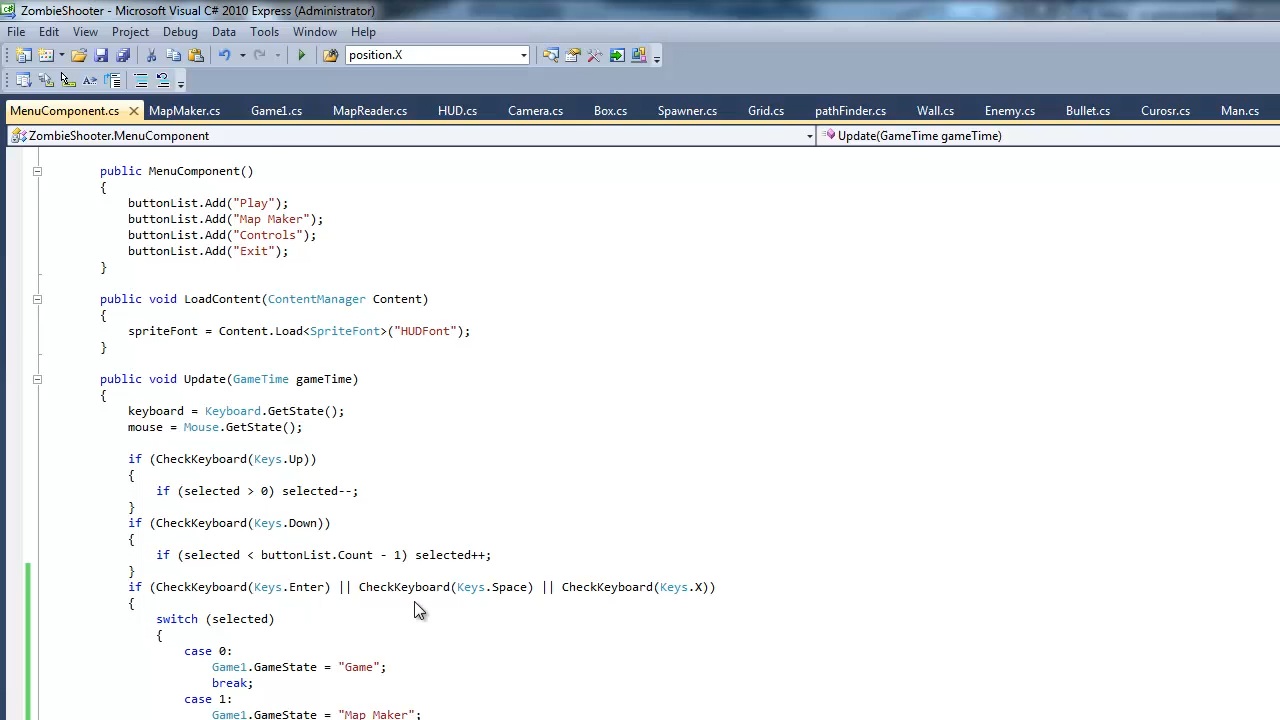 ZombieShooter - Microsoft Visual C# 2010 Express (Administrator)
File Edit View Project Debug Data Tools Window Help
position.X
MenuComponent.cs MapMaker.cs Game1.cs MapReader.cs HUD.cs Camera.cs Box.cs Spawner.cs Grid.cs pathFinder.cs Wall.cs Enemy.cs Bullet.cs Curosr.cs Man.cs
ZombieShooter.MenuComponent Update(GameTime gameTime)
public MenuComponent()
{
buttonList.Add("Play");
buttonList.Add("Map Maker");
buttonList.Add("Controls");
buttonList.Add("Exit");
}
public void LoadContent(ContentManager Content)
{
spriteFont = Content.Load<SpriteFont>("HUDFont");
}
public void Update(GameTime gameTime)
{
keyboard = Keyboard.GetState();
mouse = Mouse.GetState();
if (CheckKeyboard(Keys.Up))
{
if (selected > 0) selected--;
}
if (CheckKeyboard(Keys.Down))
{
if (selected < buttonList.Count - 1) selected++;
}
if (CheckKeyboard(Keys.Enter) || CheckKeyboard(Keys.Space) || CheckKeyboard(Keys.X))
{
switch (selected)
{
case 0:
Game1.GameState = "Game";
break;
case 1:
Game1.GameState = "Map Maker";